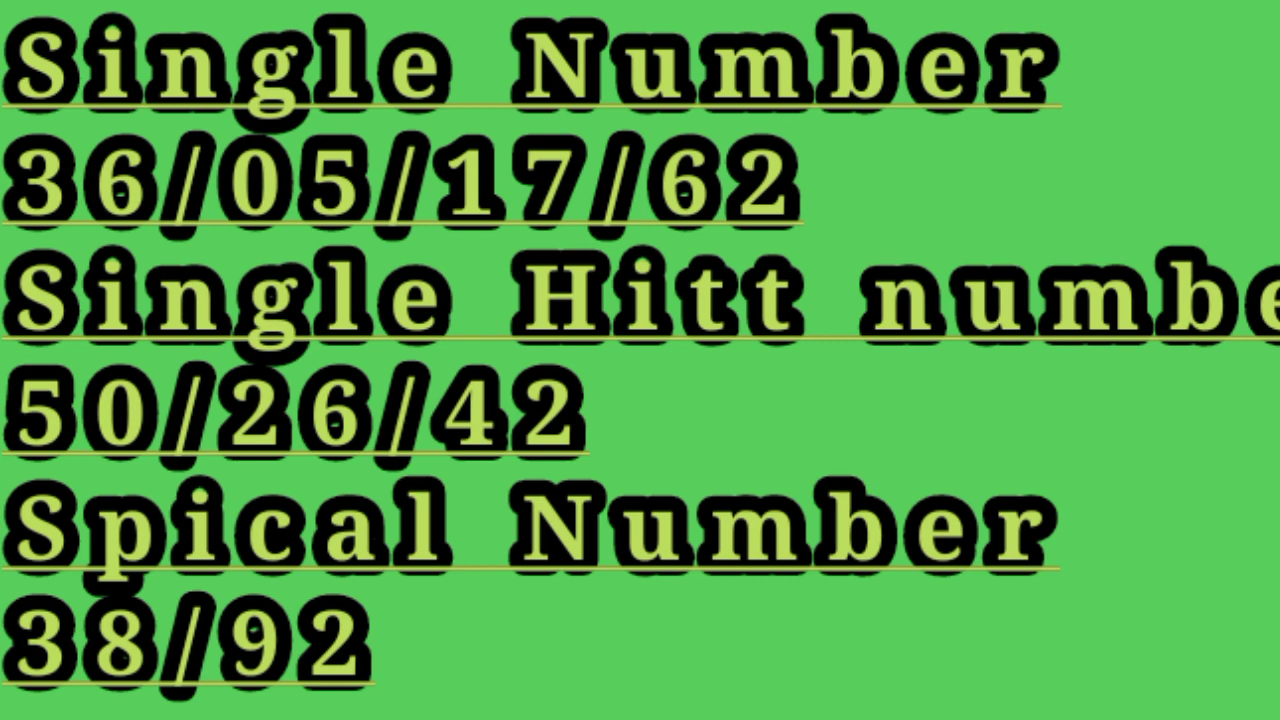 Single Number
36/05/17/62
Single Hitt numbe
50/26/42
Spical Number
38/92